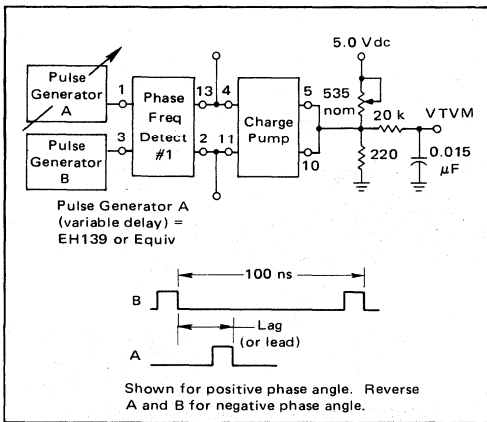 5.0 Vdc
Pulse
Generator
A
1
Phase
Freq
Detect
#1
13
4
Charge
Pump
5
535
nom
20 k
VTVM
Pulse
Generator
B
3
2
11
10
220
0.015
μF
Pulse Generator A
(variable delay) =
EH139 or Equiv
100 ns
B
Lag
(or lead)
A
Shown for positive phase angle. Reverse
A and B for negative phase angle.